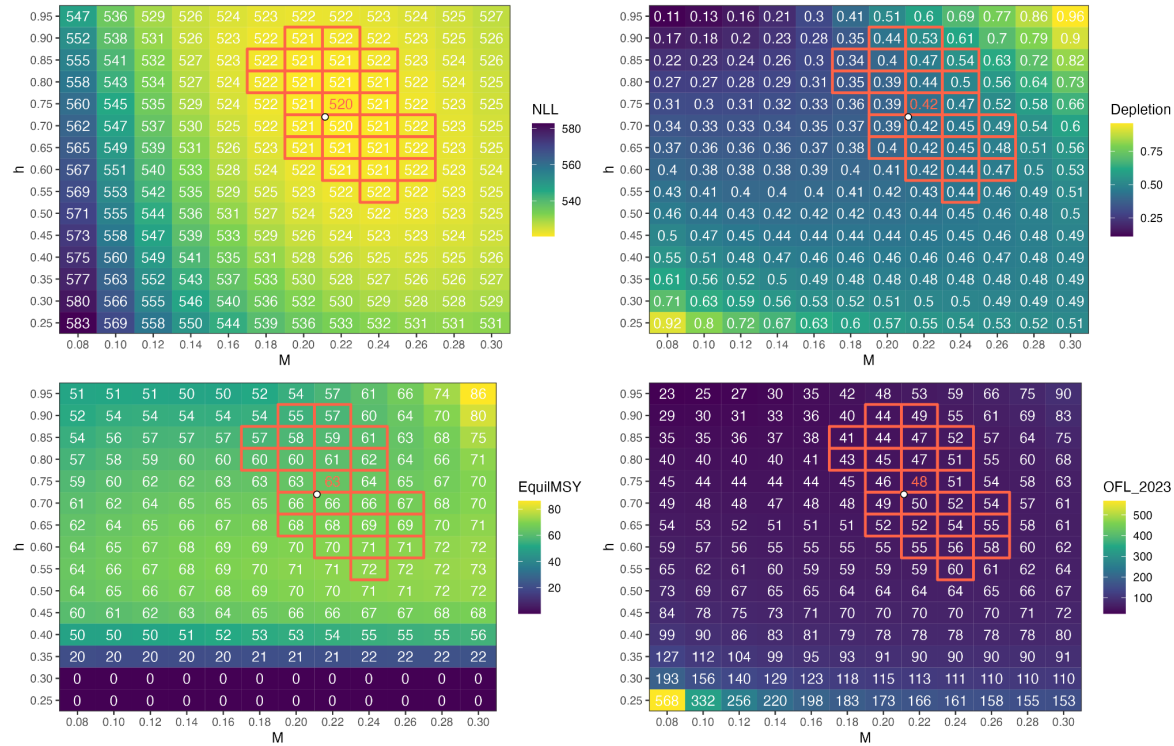 0.95 547 536 529 526 524 523 522 522 523 524 525 527
0.90 552 538 531 526 523 522 521 522 522 523 525 526
0.85 555 541 532 527 523 522 521 521 522 523 524 525
0.80 558 543 534 527 523 522 521 521 521 522 523 525
0.75 560 545 535 529 524 522 521 520 521 522 523 524
0.70 562 547 537 530 525 522 521 520 521 522 523 524
0.65 565 549 539 531 526 523 521 521 521 522 523 524
0.60 567 551 540 533 528 524 522 521 521 522 523 524
0.55 569 553 542 535 529 525 523 522 522 522 523 525
0.50 571 555 544 536 531 527 524 523 522 523 524 525
0.45 573 558 547 539 533 529 526 524 523 524 524 525
0.40 575 560 549 541 535 531 528 526 525 525 525 526
0.35 577 563 552 543 537 533 530 528 527 526 527 527
0.30 580 566 555 546 540 536 532 530 529 528 528 529
0.25 583 569 558 550 544 539 536 533 532 531 531 531
0.08 0.10 0.12 0.14 0.16 0.18 0.20 0.22 0.24 0.26 0.28 0.30
M
h
NLL
580
560
540
0.95 0.11 0.13 0.16 0.21 0.3 0.41 0.51 0.6 0.69 0.77 0.86 0.96
0.90 0.17 0.18 0.2 0.23 0.28 0.35 0.44 0.53 0.61 0.7 0.79 0.9
0.85 0.22 0.23 0.24 0.26 0.3 0.34 0.4 0.47 0.54 0.63 0.72 0.82
0.80 0.27 0.27 0.28 0.29 0.31 0.35 0.39 0.44 0.5 0.56 0.64 0.73
0.75 0.31 0.3 0.31 0.32 0.33 0.36 0.39 0.42 0.47 0.52 0.58 0.66
0.70 0.34 0.33 0.33 0.34 0.35 0.37 0.39 0.42 0.45 0.49 0.54 0.6
0.65 0.37 0.36 0.36 0.36 0.37 0.38 0.4 0.42 0.45 0.48 0.51 0.56
0.60 0.4 0.38 0.38 0.38 0.39 0.4 0.41 0.42 0.44 0.47 0.5 0.53
0.55 0.43 0.41 0.4 0.4 0.4 0.41 0.42 0.43 0.44 0.46 0.49 0.51
0.50 0.46 0.44 0.43 0.42 0.42 0.42 0.43 0.44 0.45 0.46 0.48 0.5
0.45 0.5 0.47 0.45 0.44 0.44 0.44 0.44 0.45 0.45 0.46 0.48 0.49
0.40 0.55 0.51 0.48 0.47 0.46 0.46 0.46 0.46 0.46 0.47 0.48 0.49
0.35 0.61 0.56 0.52 0.5 0.49 0.48 0.48 0.48 0.48 0.48 0.48 0.49
0.30 0.71 0.63 0.59 0.56 0.53 0.52 0.51 0.5 0.5 0.49 0.49 0.49
0.25 0.92 0.8 0.72 0.67 0.63 0.6 0.57 0.55 0.54 0.53 0.52 0.51
0.08 0.10 0.12 0.14 0.16 0.18 0.20 0.22 0.24 0.26 0.28 0.30
M
h
Depletion
0.75
0.50
0.25
0.95 51 51 51 50 50 52 54 57 61 66 74 86
0.90 52 54 54 54 54 54 55 57 60 64 70 80
0.85 54 56 57 57 57 57 58 59 61 63 68 75
0.80 57 58 59 60 60 60 60 61 62 64 68 71
0.75 59 60 62 62 63 63 63 65 64 65 67 70
0.70 60 62 64 65 65 66 66 66 66 67 68 70
0.65 62 64 65 66 67 68 68 68 69 69 70 71
0.60 64 65 67 68 69 69 70 70 71 71 72 72
0.55 64 66 67 68 69 70 71 71 72 72 72 73
0.50 64 65 66 67 68 69 70 70 71 71 72 72
0.45 60 61 62 63 64 65 66 66 67 67 68 68
0.40 50 50 50 51 52 53 53 54 55 55 55 56
0.35 20 20 20 20 20 21 21 21 22 22 22 22
0.30 0 0 0 0 0 0 0 0 0 0 0 0
0.25 0 0 0 0 0 0 0 0 0 0 0 0
0.08 0.10 0.12 0.14 0.16 0.18 0.20 0.22 0.24 0.26 0.28 0.30
M
h
EquilMSY
80
60
40
20
0.95 23 25 27 30 35 42 48 53 59 66 75 90
0.90 29 30 31 33 36 40 44 49 55 61 69 83
0.85 35 35 36 37 38 41 44 47 52 57 64 75
0.80 40 40 40 41 41 43 45 47 51 55 60 68
0.75 45 44 44 44 44 45 46 48 51 54 58 63
0.70 49 48 48 47 48 48 49 50 52 54 57 61
0.65 54 53 52 51 51 51 52 52 54 55 58 61
0.60 59 57 56 55 55 55 55 55 56 58 60 62
0.55 65 62 61 60 59 59 59 59 60 61 62 64
0.50 73 69 67 65 65 64 64 64 64 65 66 67
0.45 84 78 75 73 71 70 70 70 70 70 71 72
0.40 99 90 86 83 81 79 78 78 78 78 78 80
0.35 127 112 104 99 95 93 91 90 90 90 90 91
0.30 193 156 140 129 123 118 115 113 111 110 110 110
0.25 568 332 256 220 198 183 173 166 161 158 155 153
0.08 0.10 0.12 0.14 0.16 0.18 0.20 0.22 0.24 0.26 0.28 0.30
M
h
OFL_2023
500
400
300
200
100